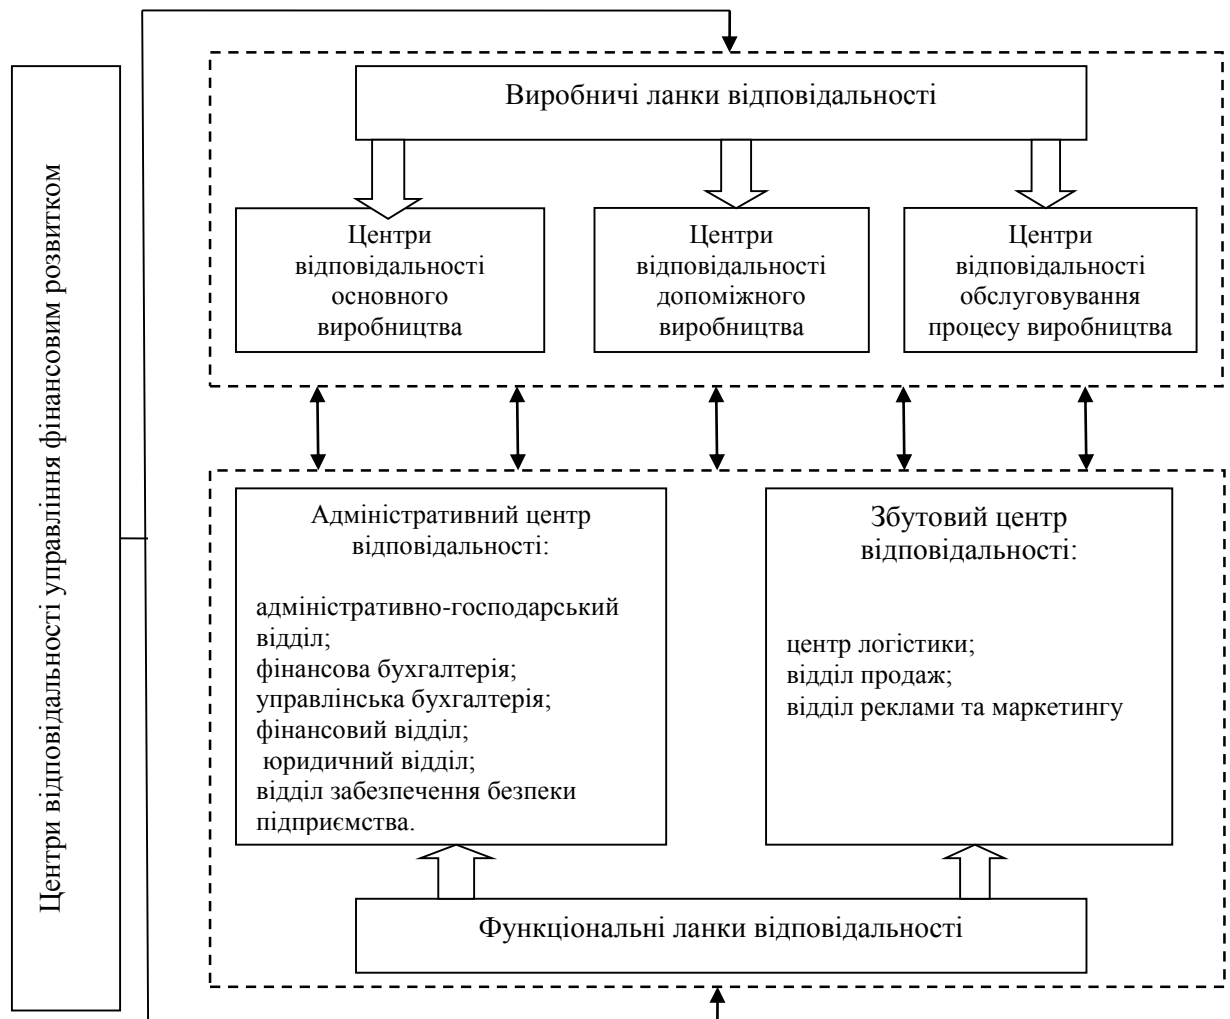 Центри відповідальності управління фінансовим розвитком
Виробничі ланки відповідальності
Центри
відповідальності
основного
виробництва
Центри
відповідальності
допоміжного
виробництва
Центри
відповідальності
обслуговування
процесу виробництва
Адміністративний центр
відповідальності:
адміністративно-господарський
відділ;
фінансова бухгалтерія;
управлінська бухгалтерія;
фінансовий відділ;
юридичний відділ;
відділ забезпечення безпеки
підприємства.
Збутовий центр
відповідальності:
центр логістики;
відділ продаж;
відділ реклами та маркетингу
Функціональні ланки відповідальності